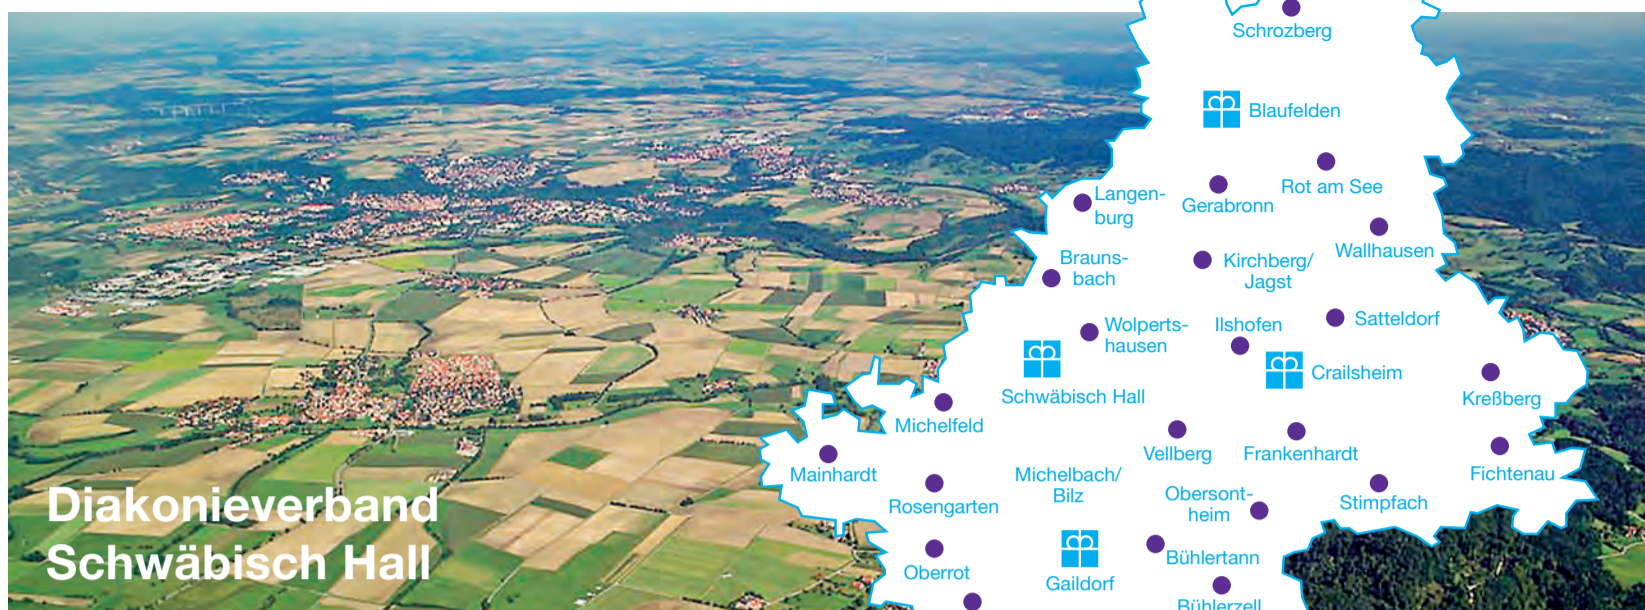 Schrozberg
Blaufelden
Rot am See
Langen-
burg
Gerabronn
Wallhausen
Brauns-
bach
Kirchberg/
Jagst
Wolperts-
hausen
Ilshofen
Satteldorf
Schwäbisch Hall
Crailsheim
Kreßberg
Michelfeld
Mainhardt
Vellberg
Frankenhardt
Fichtenau
Rosengarten
Michelbach/
Bilz
Obersont-
heim
Stimpfach
Oberrot
Gaildorf
Bühlertann
Bühlerzell
Diakonieverband
Schwäbisch Hall